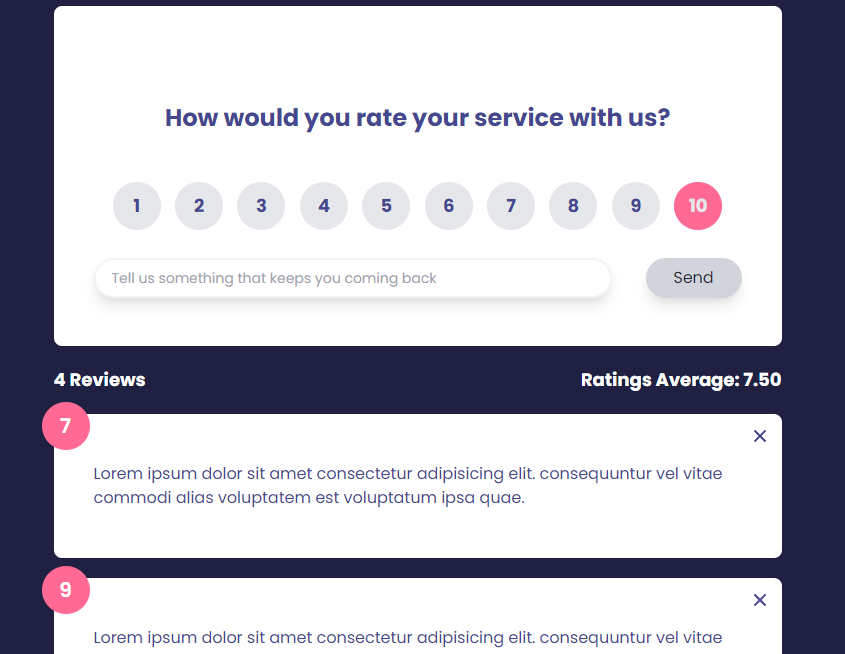 How would you rate your service with us?
1 2 3 4 5 6 7 8 9 10
Tell us something that keeps you coming back
Send
4 Reviews
Ratings Average: 7.50
7
Lorem ipsum dolor sit amet consectetur adipisicing elit. consequuntur vel vitae
commodi alias voluptatem est voluptatum ipsa quae.
9
Lorem ipsum dolor sit amet consectetur adipisicing elit. consequuntur vel vitae